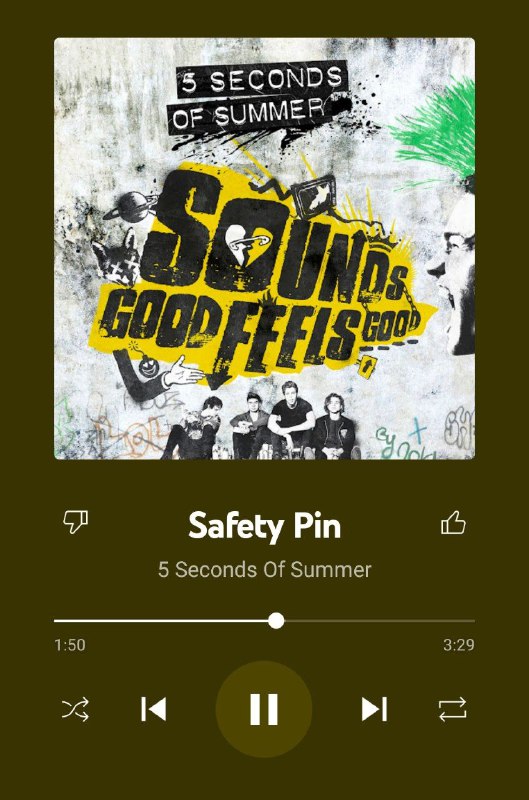 5 SECONDS
OF SUMMER
SOUNDS
GOOD FEELS GOOD
Safety Pin
5 Seconds Of Summer
1:50
3:29